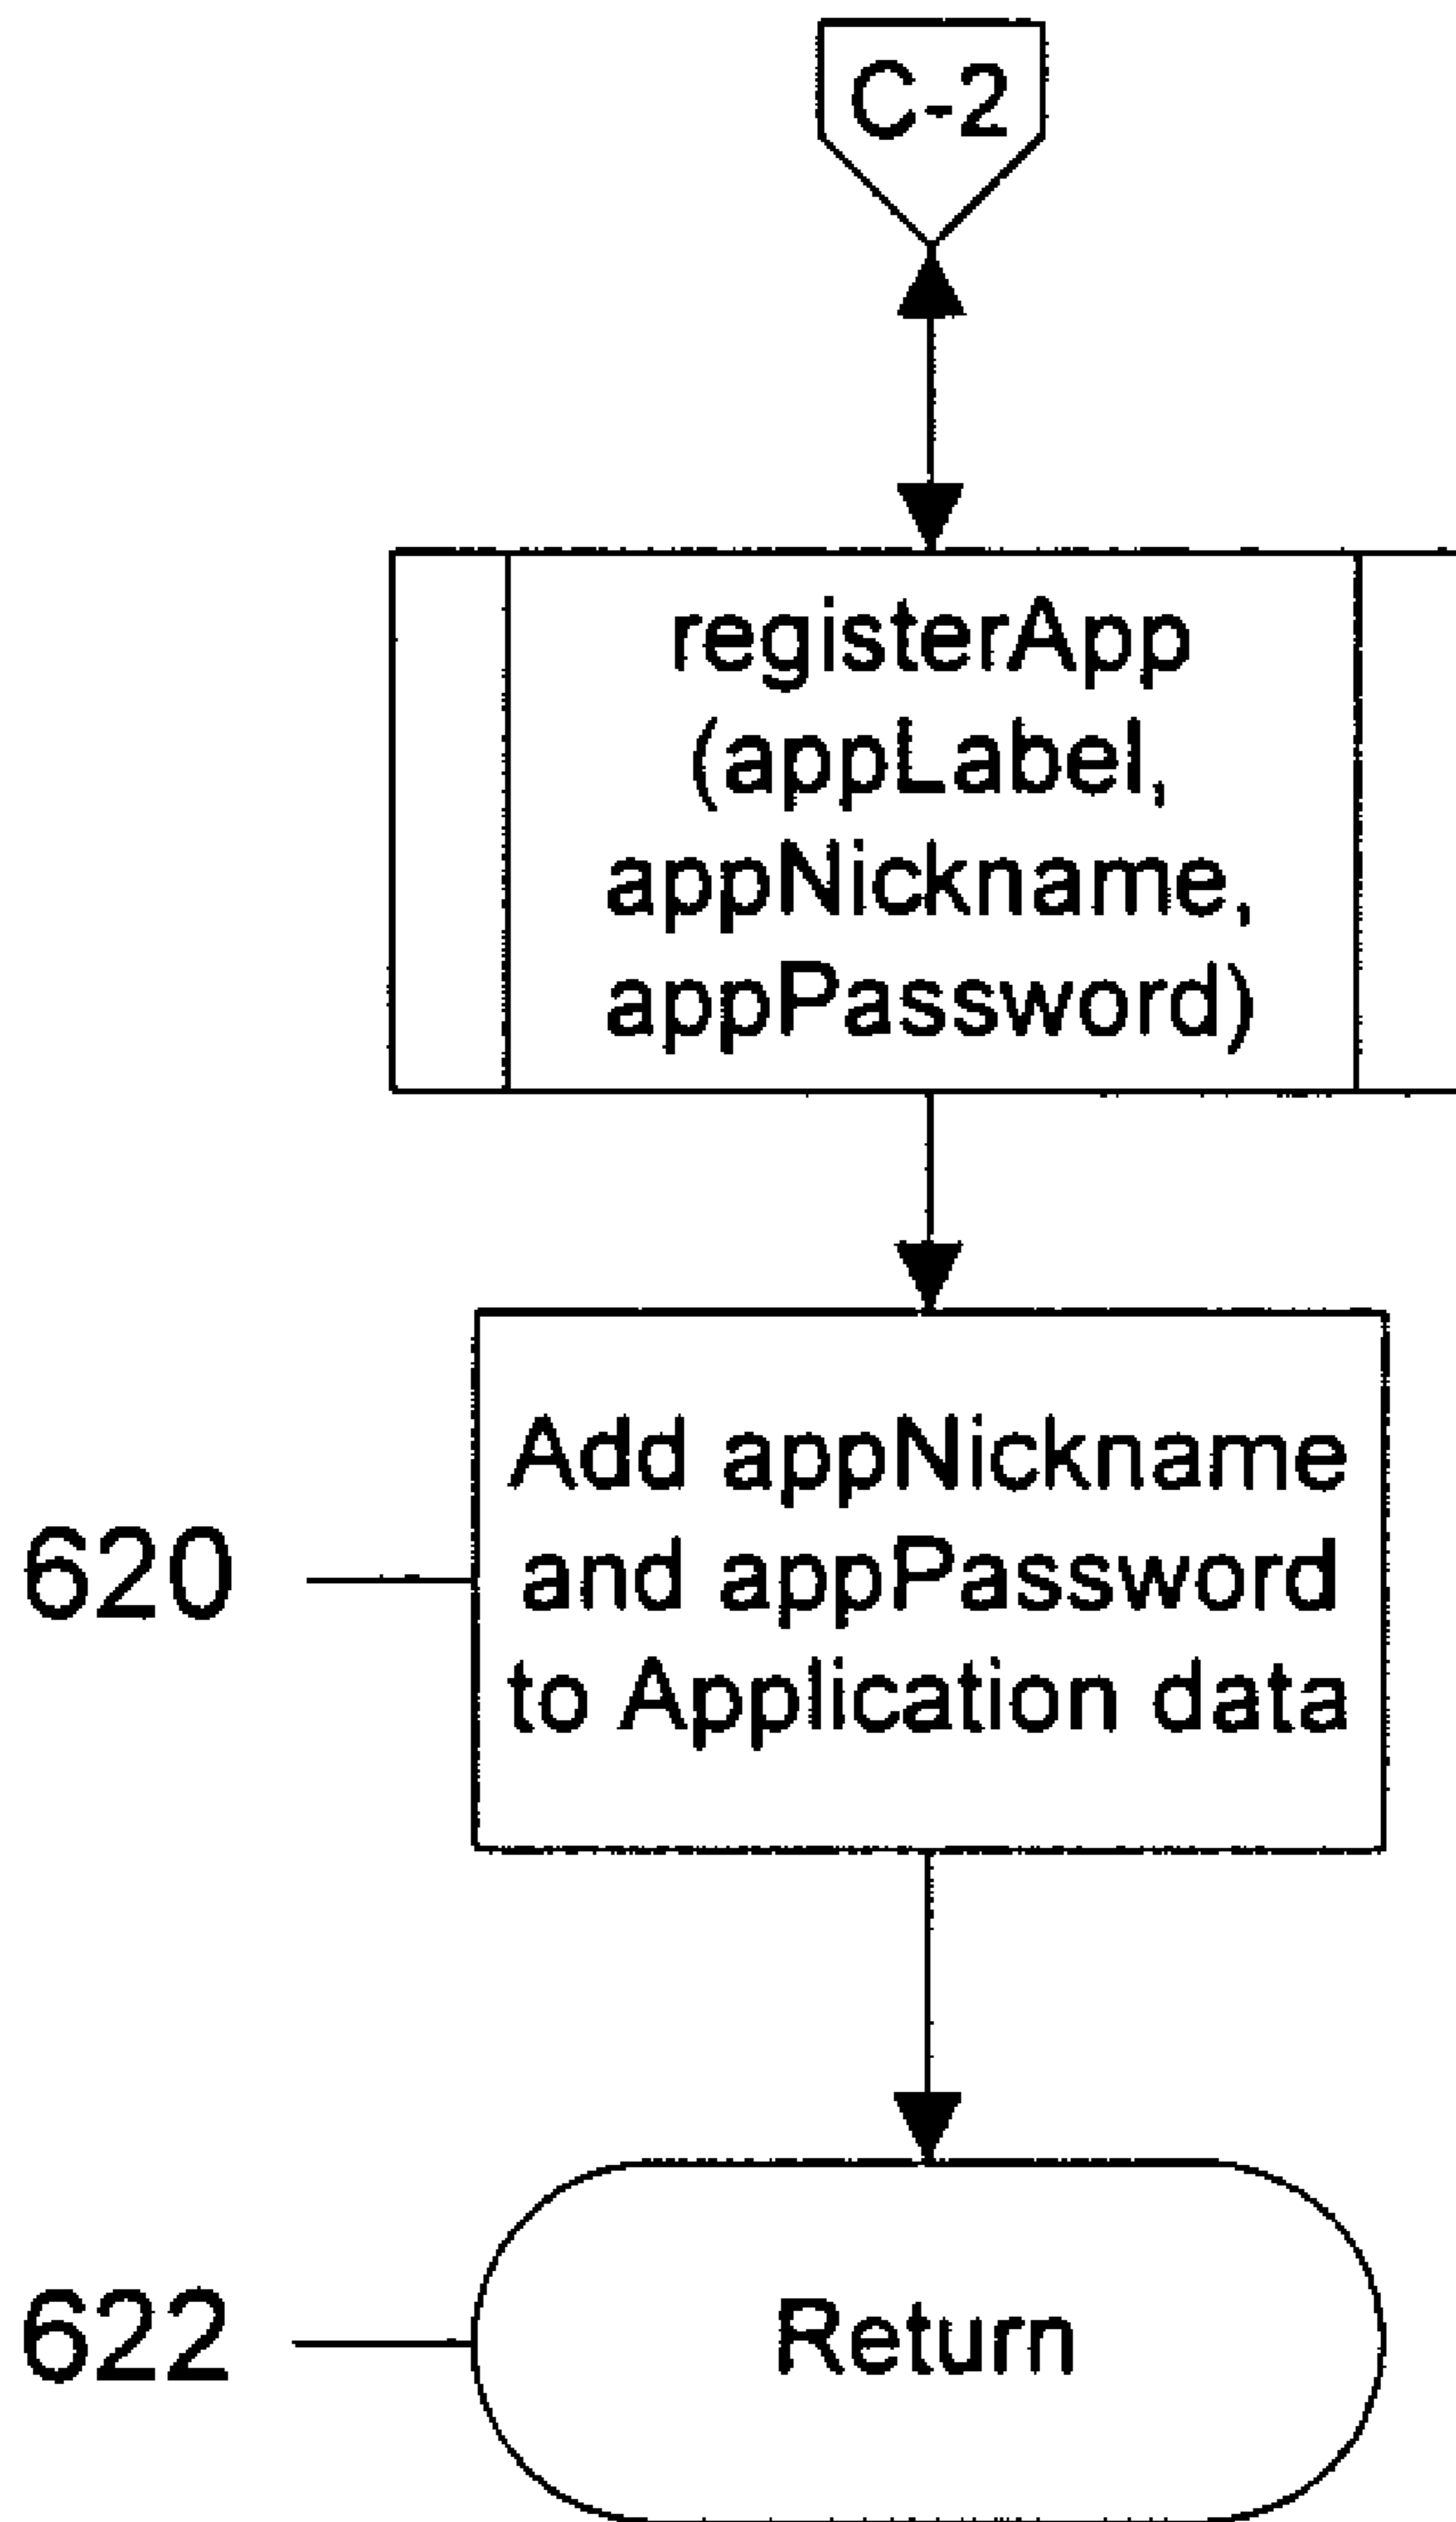 C-2
registerApp
(appLabel,
appNickname,
appPassword)
Add appNickname
and appPassword
to Application data
620
Return
622